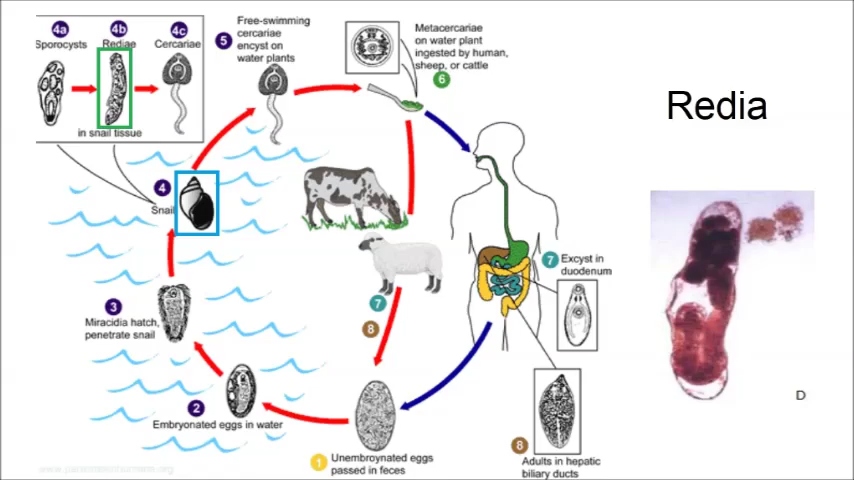 4a
4b
4c
Sporocysts
Rediae
Cercariae
in snail tissue
5
Free-swimming
cercariae
encyst on
water plants
Metacercariae
on water plant
ingested by human,
sheep, or cattle
6
Redia
4
Snail
7
Excyst in
duodenum
3
Miracidia hatch,
penetrate snail
7
8
D
2
Embryonated eggs in water
1
Unembroynated eggs
passed in feces
8
Adults in hepatic
biliary ducts